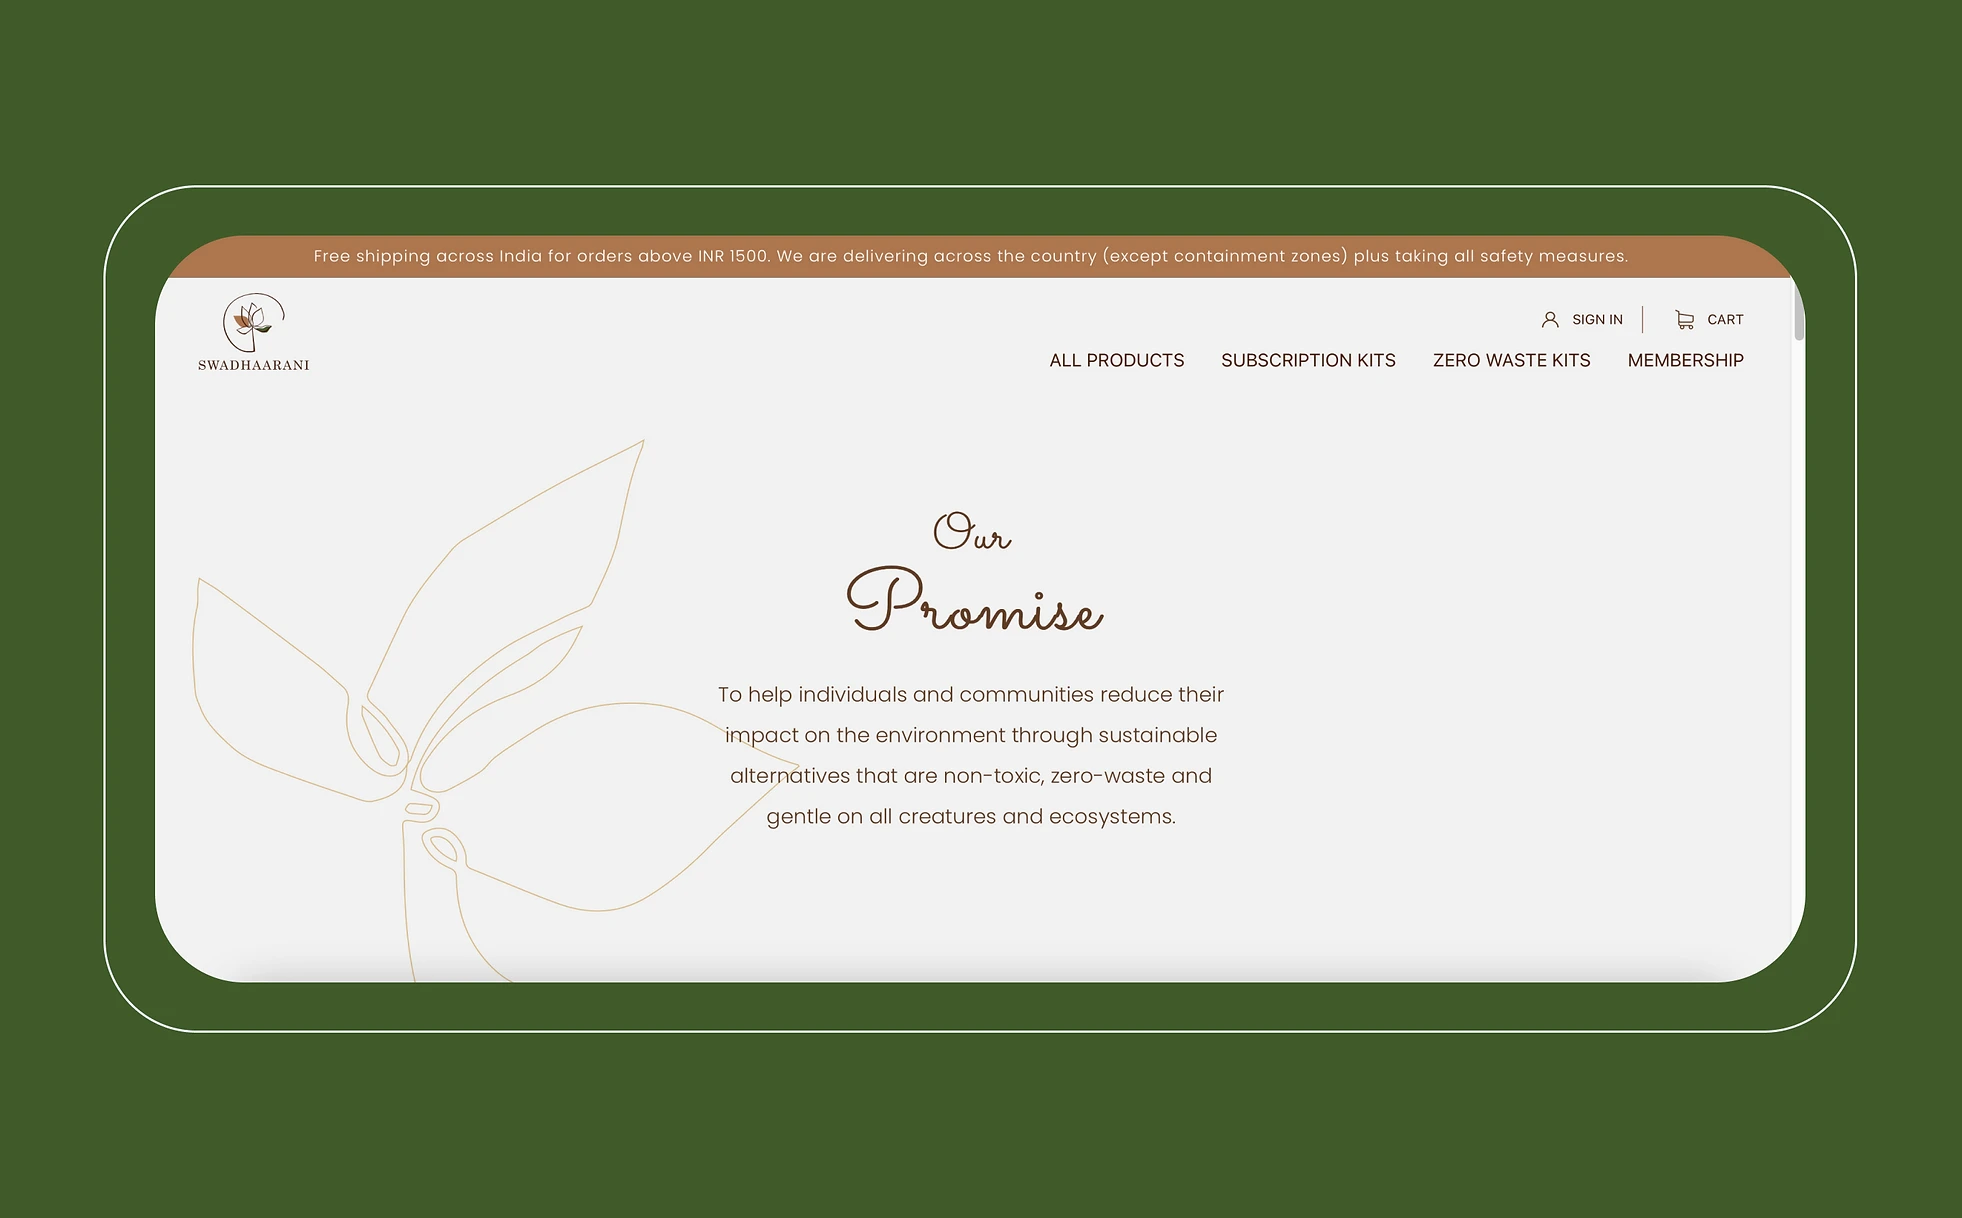 Free shipping across India for orders above INR 1500. We are delivering across the country (except containment zones) plus taking all safety measures.
SWADHAARANI
SIGN IN
CART
ALL PRODUCTS
SUBSCRIPTION KITS
ZERO WASTE KITS
MEMBERSHIP
Our
Promise
To help individuals and communities reduce their
impact on the environment through sustainable
alternatives that are non-toxic, zero-waste and
gentle on all creatures and ecosystems.